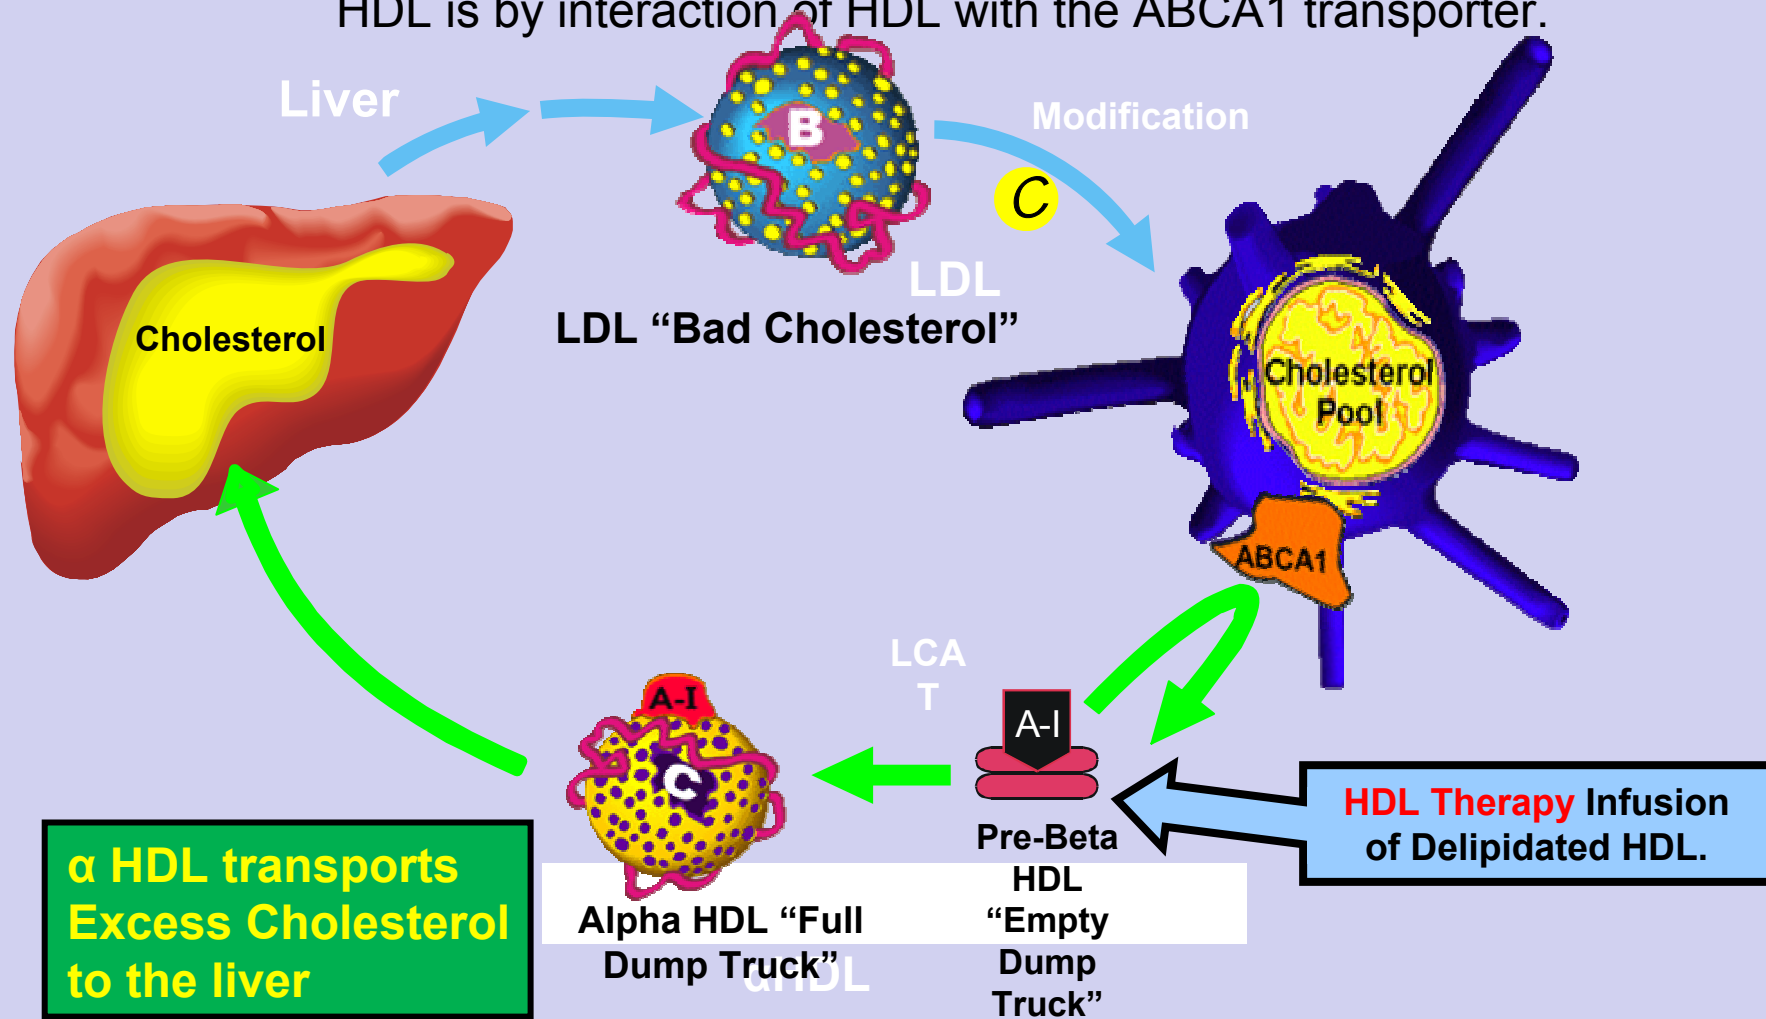 HDL is by interaction of HDL with the ABCA1 transporter.
Liver
B
Modification
C
LDL
LDL “Bad Cholesterol”
Cholesterol
Cholesterol
Pool
ABCA1
LCA
T
A-I
A-I
C
HDL Therapy Infusion
of Delipidated HDL.
Pre-Beta
HDL
“Empty
Dump
Truck”
Alpha HDL “Full
Dump Truck”
αHDL
α HDL transports
Excess Cholesterol
to the liver